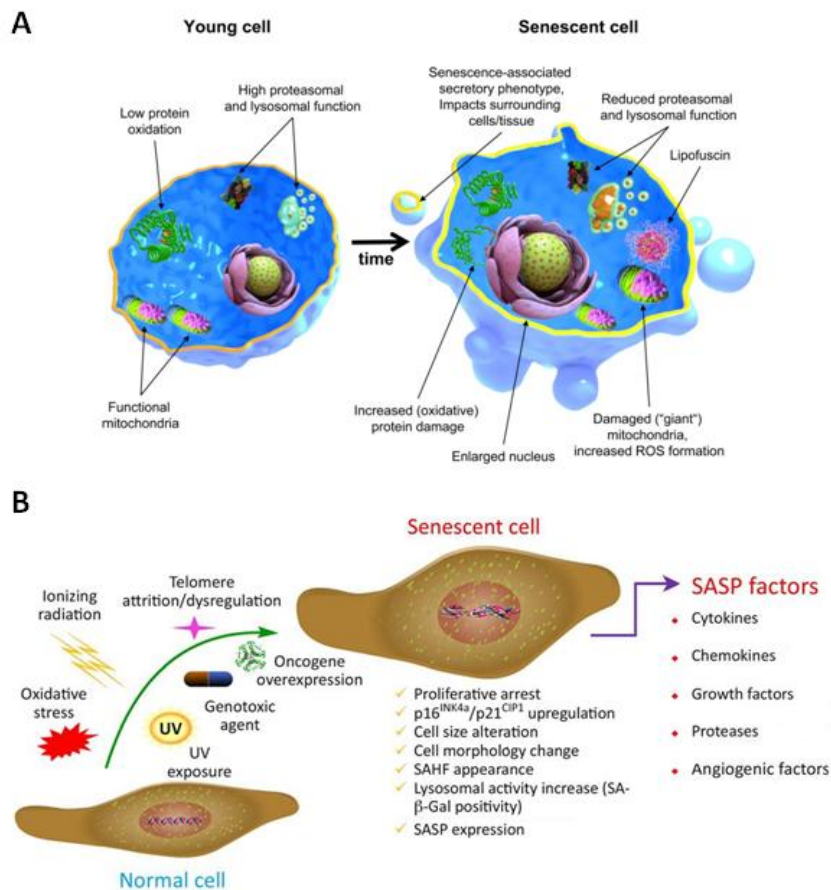 A
Young cell
Senescent cell
Low protein
oxidation
High proteasomal
and lysosomal function
Senescence-associated
secretory phenotype,
Impacts surrounding
cells/tissue
Reduced proteasomal
and lysosomal function
Lipofuscin
time
Functional
mitochondria
Increased (oxidative)
protein damage
Enlarged nucleus
Damaged ("giant")
mitochondria,
increased ROS formation
B
Senescent cell
Ionizing
radiation
Telomere
attrition/dysregulation
Oncogene
overexpression
Oxidative
stress
Genotoxic
agent
UV
UV
exposure
Normal cell
Proliferative arrest
p16INK4a/p21CIP1 upregulation
Cell size alteration
Cell morphology change
SAHF appearance
Lysosomal activity increase (SA-
β-Gal positivity)
SASP expression
SASP factors
Cytokines
Chemokines
Growth factors
Proteases
Angiogenic factors